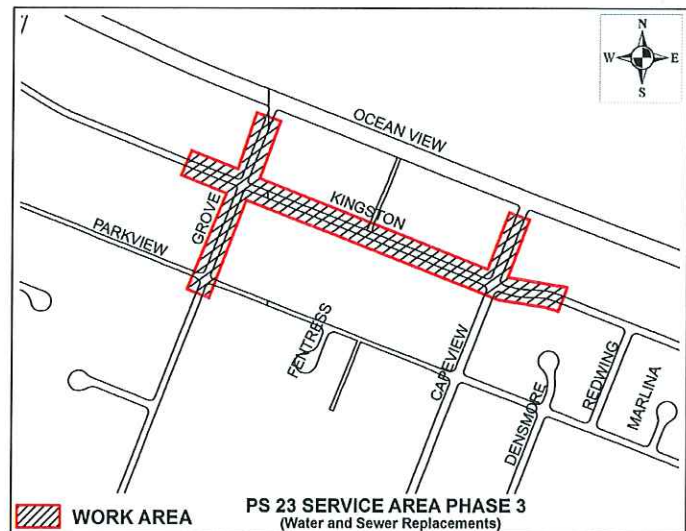 N
W E
S
OCEAN VIEW
KINGSTON
GROVE
PARKVIEW
FENTRESS
CAPEVIEW
DENSMORE
REDWING
MARLINA
WORK AREA
PS 23 SERVICE AREA PHASE 3
(Water and Sewer Replacements)